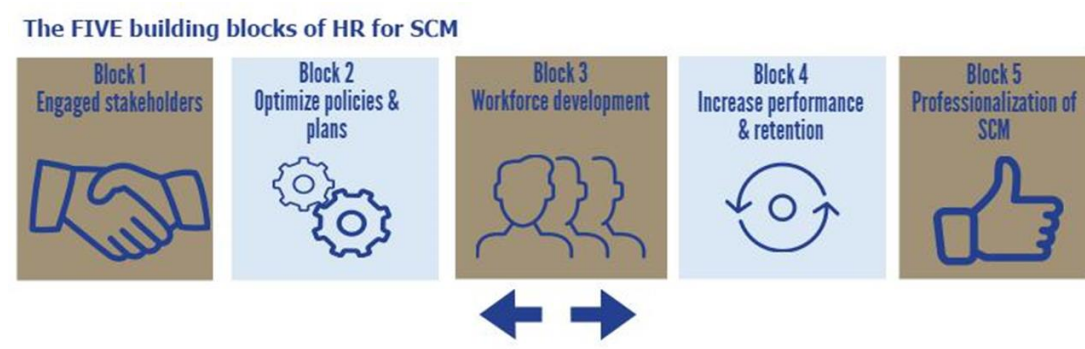 The FIVE building blocks of HR for SCM
Block 1
Engaged stakeholders
Block 2
Optimize policies &
plans
Block 3
Workforce development
Block 4
Increase performance
& retention
Block 5
Professionalization of
SCM